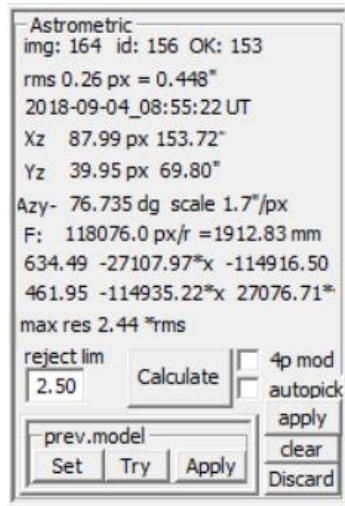 Astrometric
img: 164 id: 156 OK: 153
rms 0.26 px = 0.448"
2018-09-04_08:55:22 UT
Xz 87.99 px 153.72"
Yz 39.95 px 69.80"
Azy- 76.735 dg scale 1.7"/px
F: 118076.0 px/r =1912.83 mm
634.49 -27107.97*x -114916.50
461.95 -114935.22*x 27076.71*
max res 2.44 *rms
reject lim
2.50
Calculate
4p mod
autopick
prev.model
Set Try Apply
apply
clear
Discard